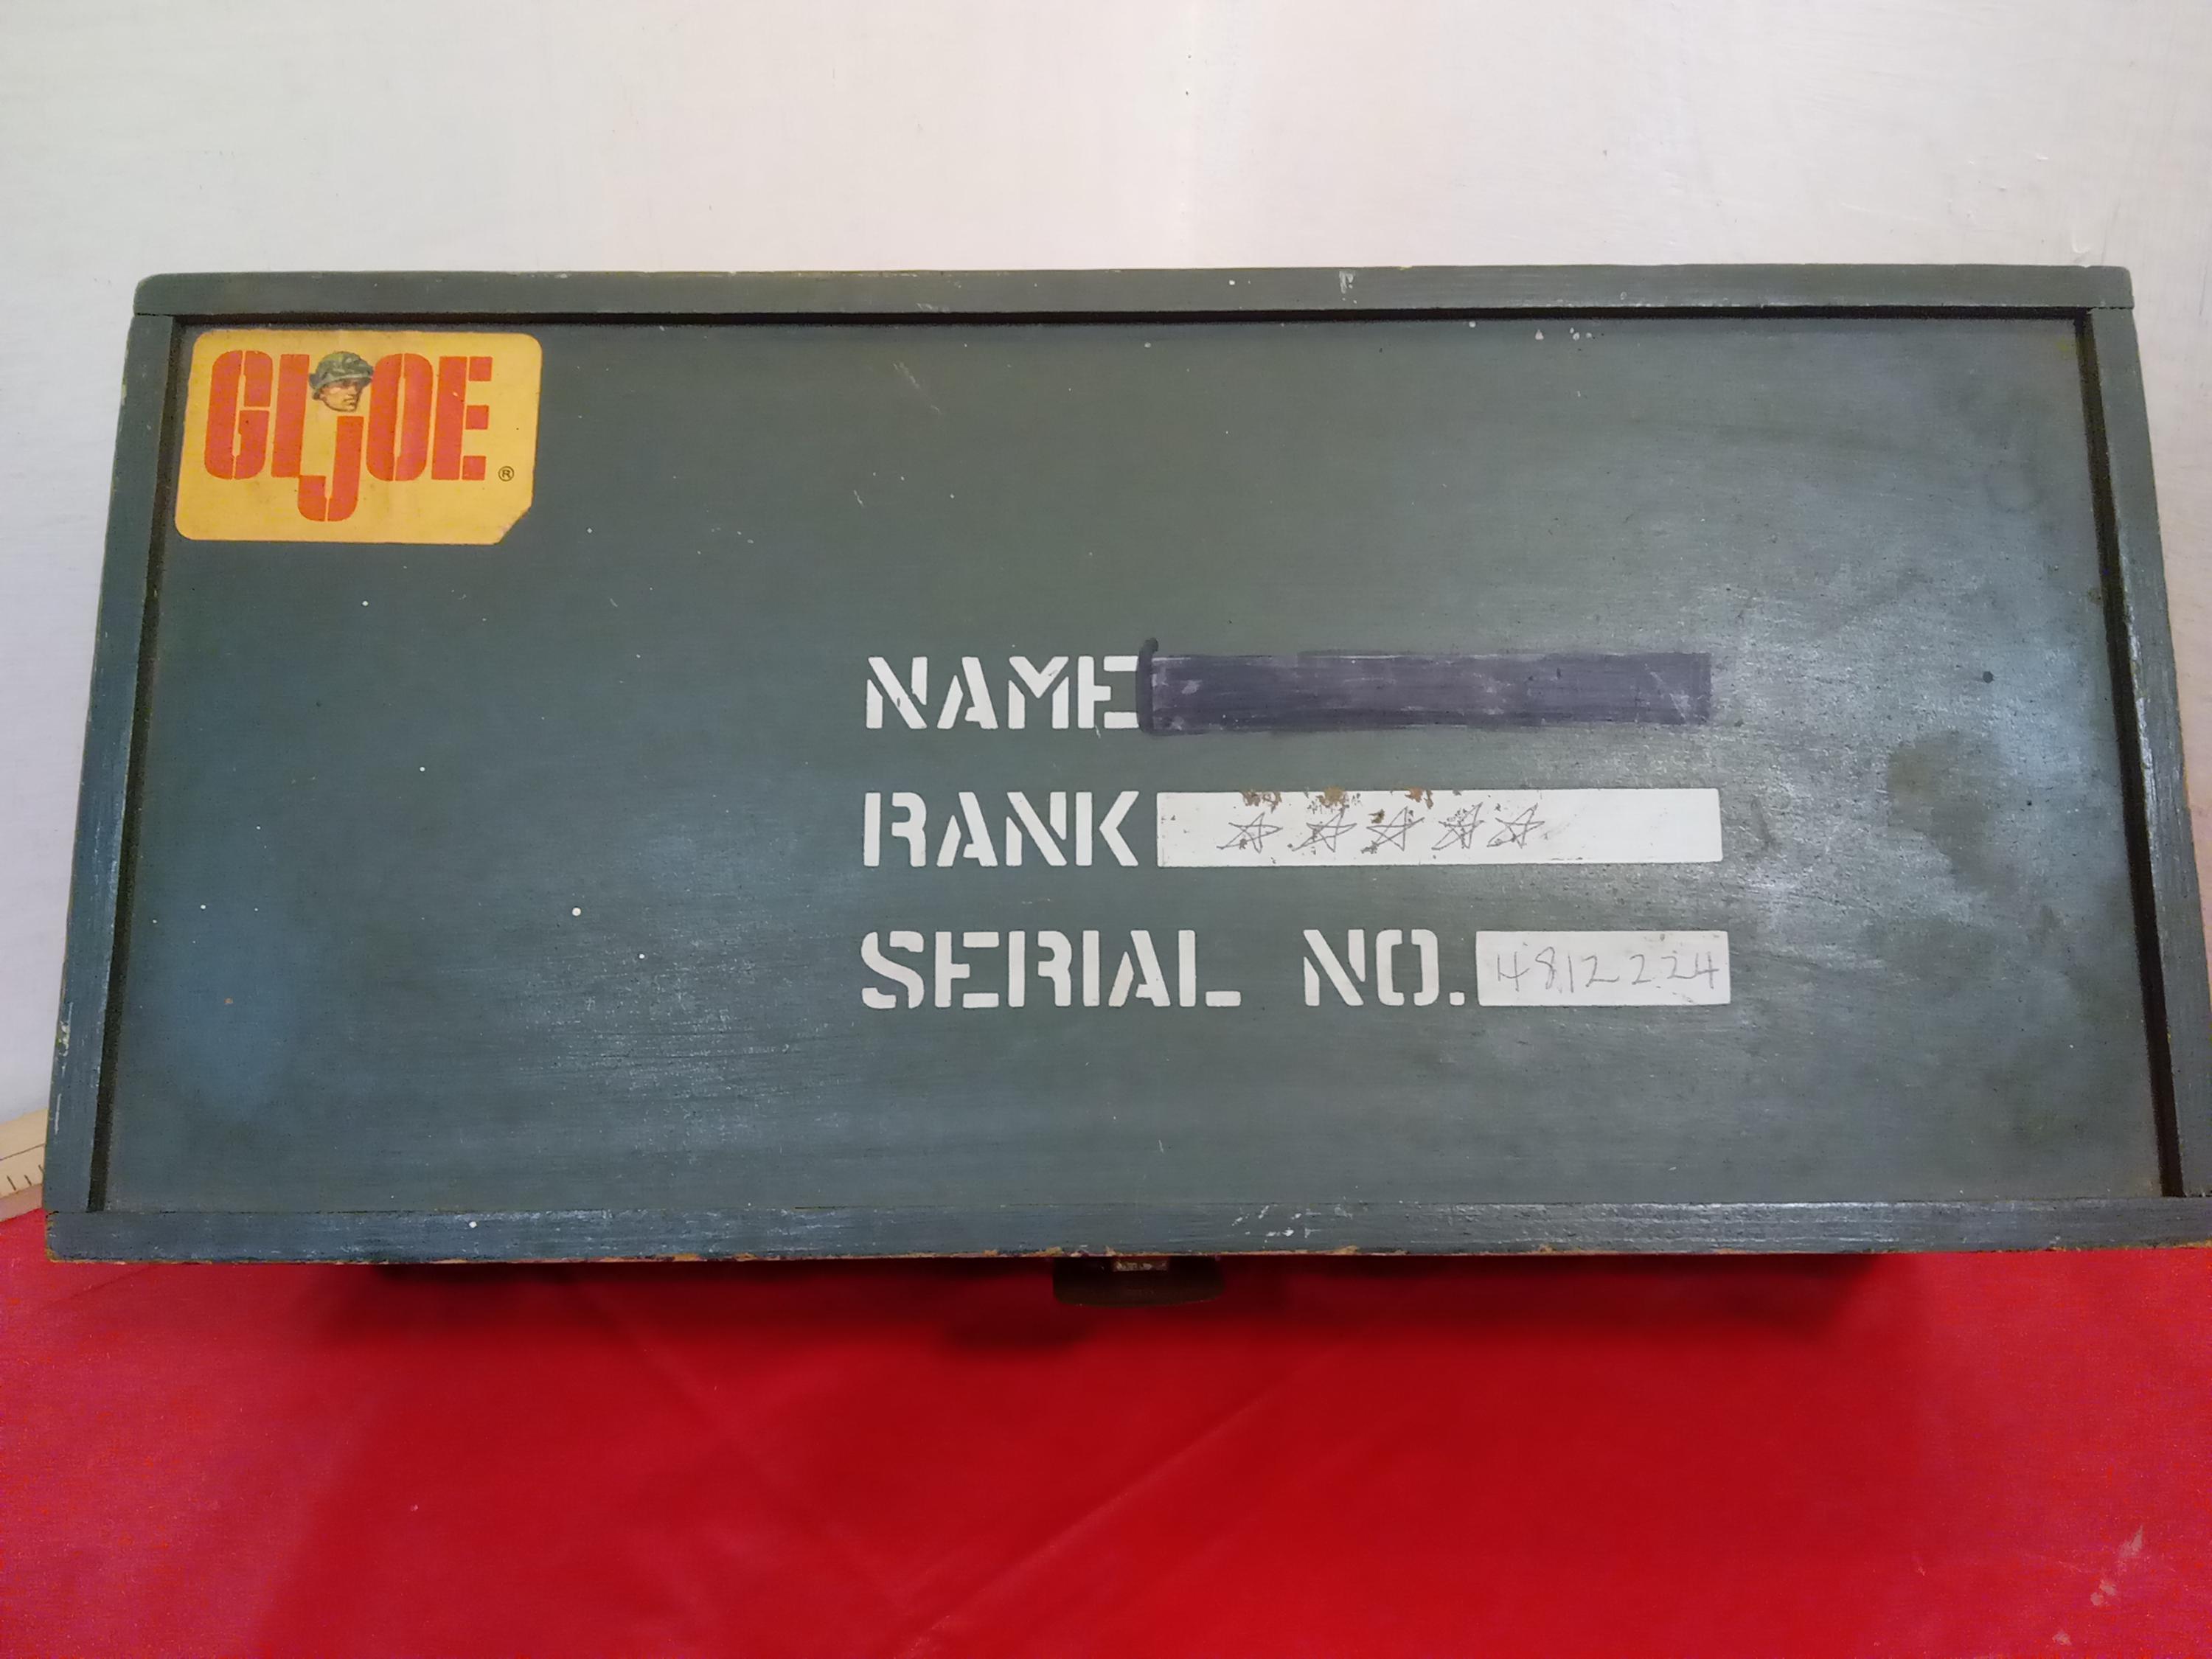 GI JOE ®
NAME
RANK ☆ ☆ ☆ ☆ ☆
SERIAL NO. 4812224